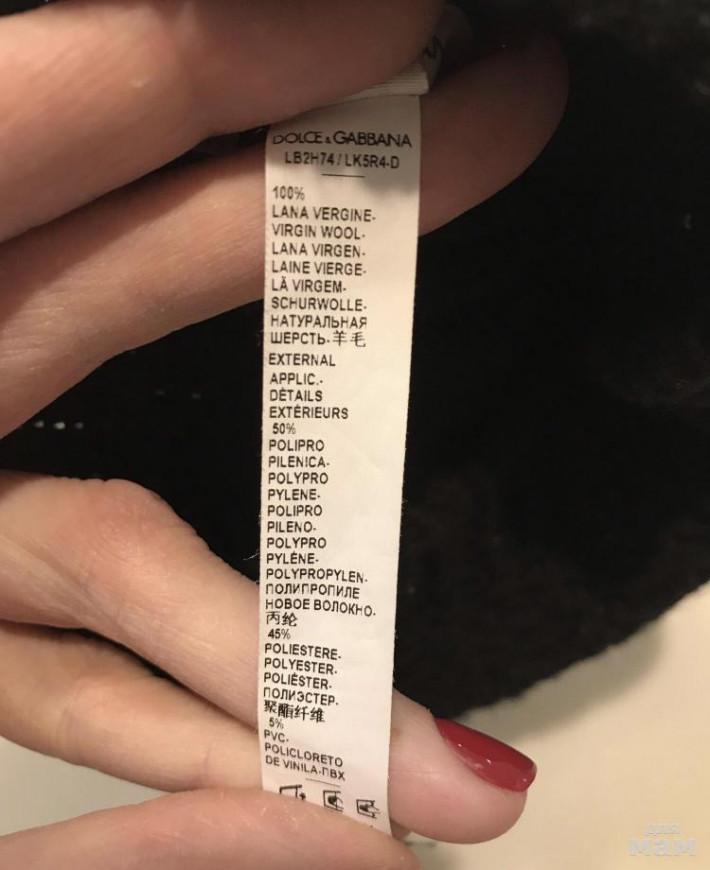 DOLCE & GABBANA
LB2H74 / LK5R4-D
100%
LANA VERGINE-
VIRGIN WOOL-
LANA VIRGEN-
LAINE VIERGE-
LÃ VIRGEM-
SCHURWOLLE-
НАТУРАЛЬНАЯ
ШЕРСТЬ-羊毛
EXTERNAL
APPLIC.-
DÉTAILS
EXTÉRIEURS
50%
POLIPRO
PILENICA-
POLYPRO
PYLENE-
POLIPRO
PILENO-
POLYPRO
PYLÈNE-
POLYPROPYLEN-
ПОЛИПРОПИЛЕ
НОВОЕ ВОЛОКНО-
丙纶
45%
POLIESTERE-
POLYESTER-
POLIÉSTER-
ПОЛИЭСТЕР-
聚酯纤维
5%
PVC-
POLICLORETO
DE VINILA-ПВХ
для
мам